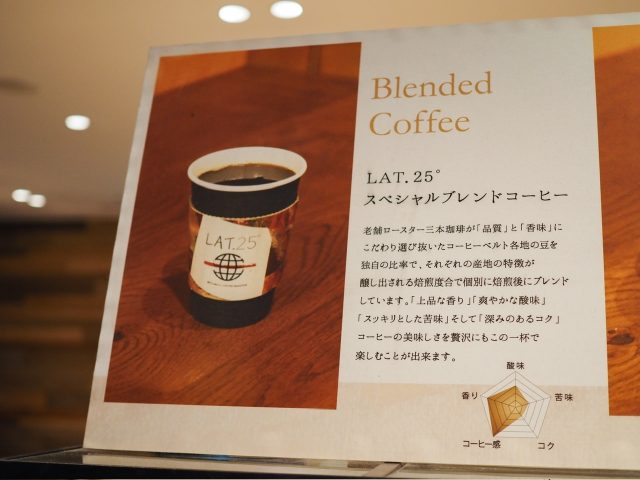 Blended
Coffee
LAT.25°
スペシャルブレンドコーヒー
老舗ロースター三本珈琲が「品質」と「香味」に
こだわり選び抜いたコーヒーベルト各地の豆を
独自の比率で、それぞれの産地の特徴が
醸し出される焙煎度合で個別に焙煎後にブレンド
しています。「上品な香り」「爽やかな酸味」
「スッキリとした苦味」そして「深みのあるコク」
コーヒーの美味しさを贅沢にもこの一杯で
楽しむことが出来ます。
酸味
香り
苦味
コーヒー感
コク
LAT.25°